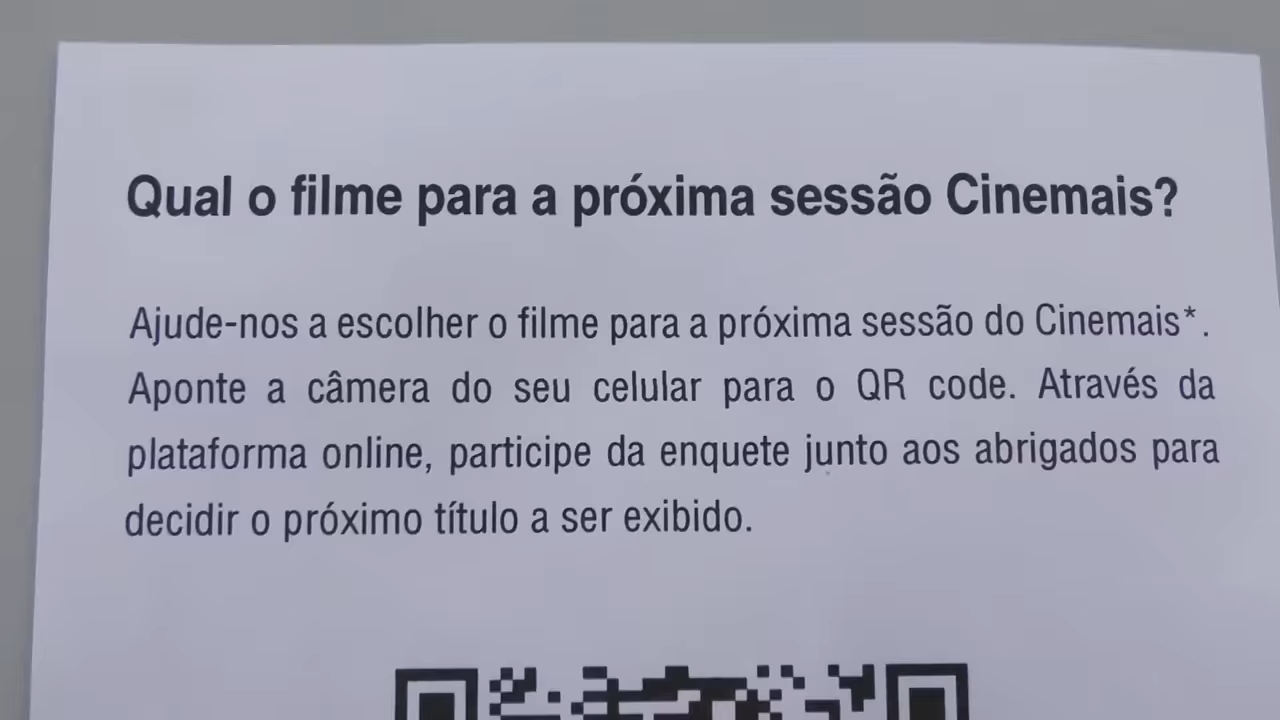 Qual o filme para a próxima sessão Cinemais?
Ajude-nos a escolher o filme para a próxima sessão do Cinemais*.
Aponte a câmera do seu celular para o QR code. Através da
plataforma online, participe da enquete junto aos abrigados para
decidir o próximo título a ser exibido.